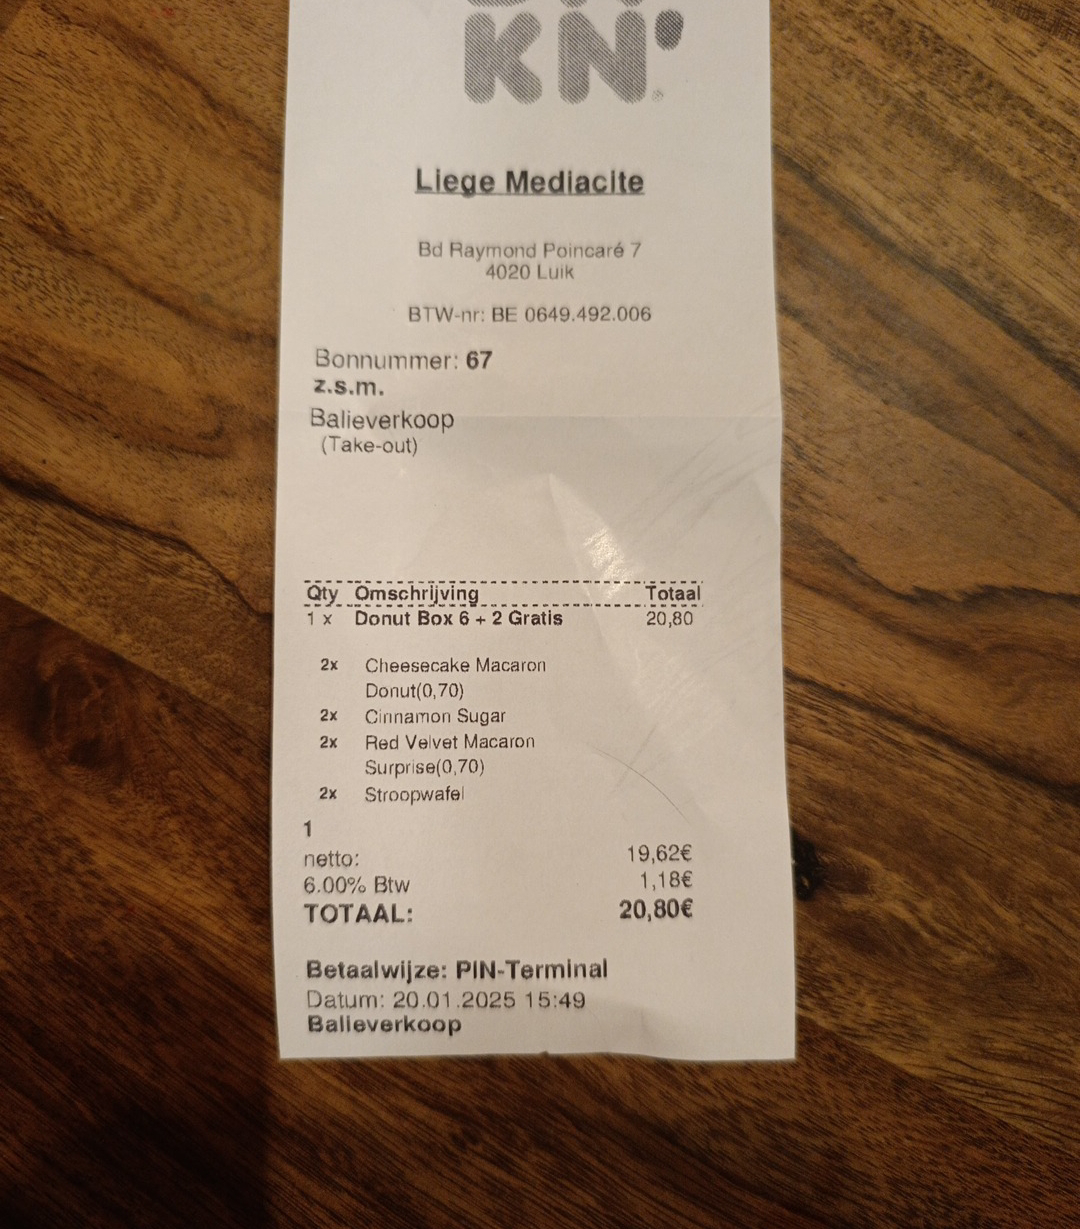 KN'
Liege Mediacite
Bd Raymond Poincaré 7
4020 Luik
BTW-nr: BE 0649.492.006
Bonnummer: 67
z.s.m.
Balieverkoop
(Take-out)
Qty Omschrijving Totaal
1 x Donut Box 6 + 2 Gratis 20,80
2x Cheesecake Macaron
Donut(0,70)
2x Cinnamon Sugar
2x Red Velvet Macaron
Surprise(0,70)
2x Stroopwafel
1
netto: 19,62€
6.00% Btw 1,18€
TOTAAL: 20,80€
Betaalwijze: PIN-Terminal
Datum: 20.01.2025 15:49
Balieverkoop